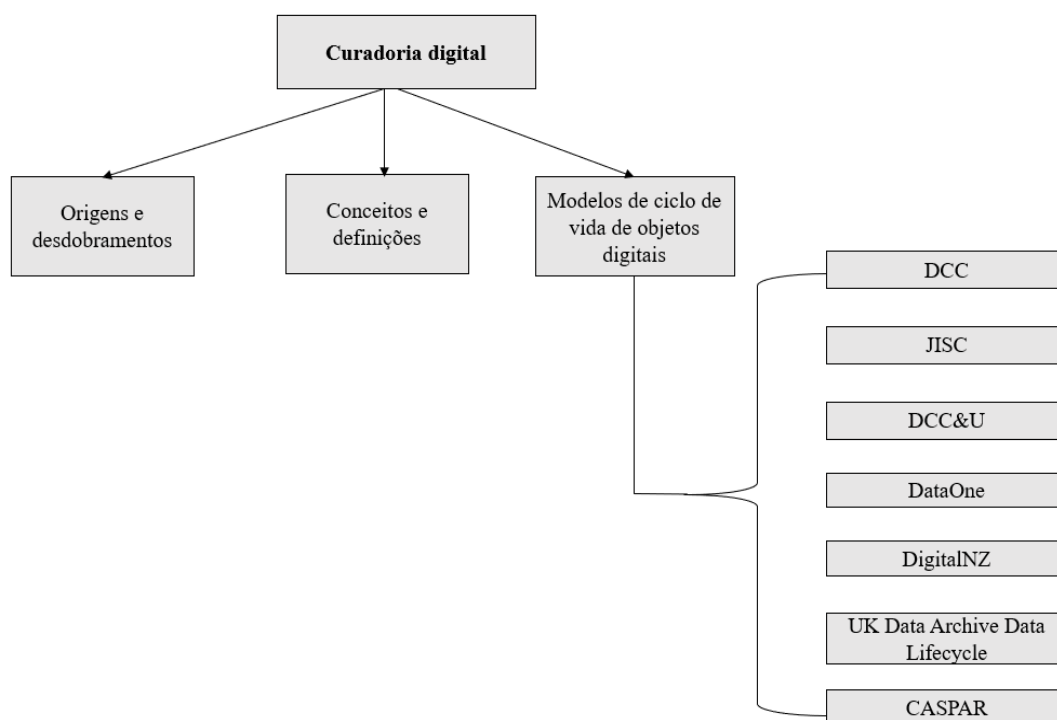 Curadoria digital
Origens e
desdobramentos
Conceitos e
definições
Modelos de ciclo de
vida de objetos
digitais
DCC
JISC
DCC&U
DataOne
DigitalNZ
UK Data Archive Data
Lifecycle
CASPAR